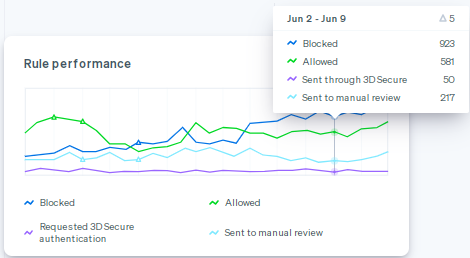 Jun 2 - Jun 9 5
Blocked 923
Allowed 581
Sent through 3D Secure 50
Sent to manual review 217
Rule performance
Blocked
Allowed
Requested 3D Secure
authentication
Sent to manual review